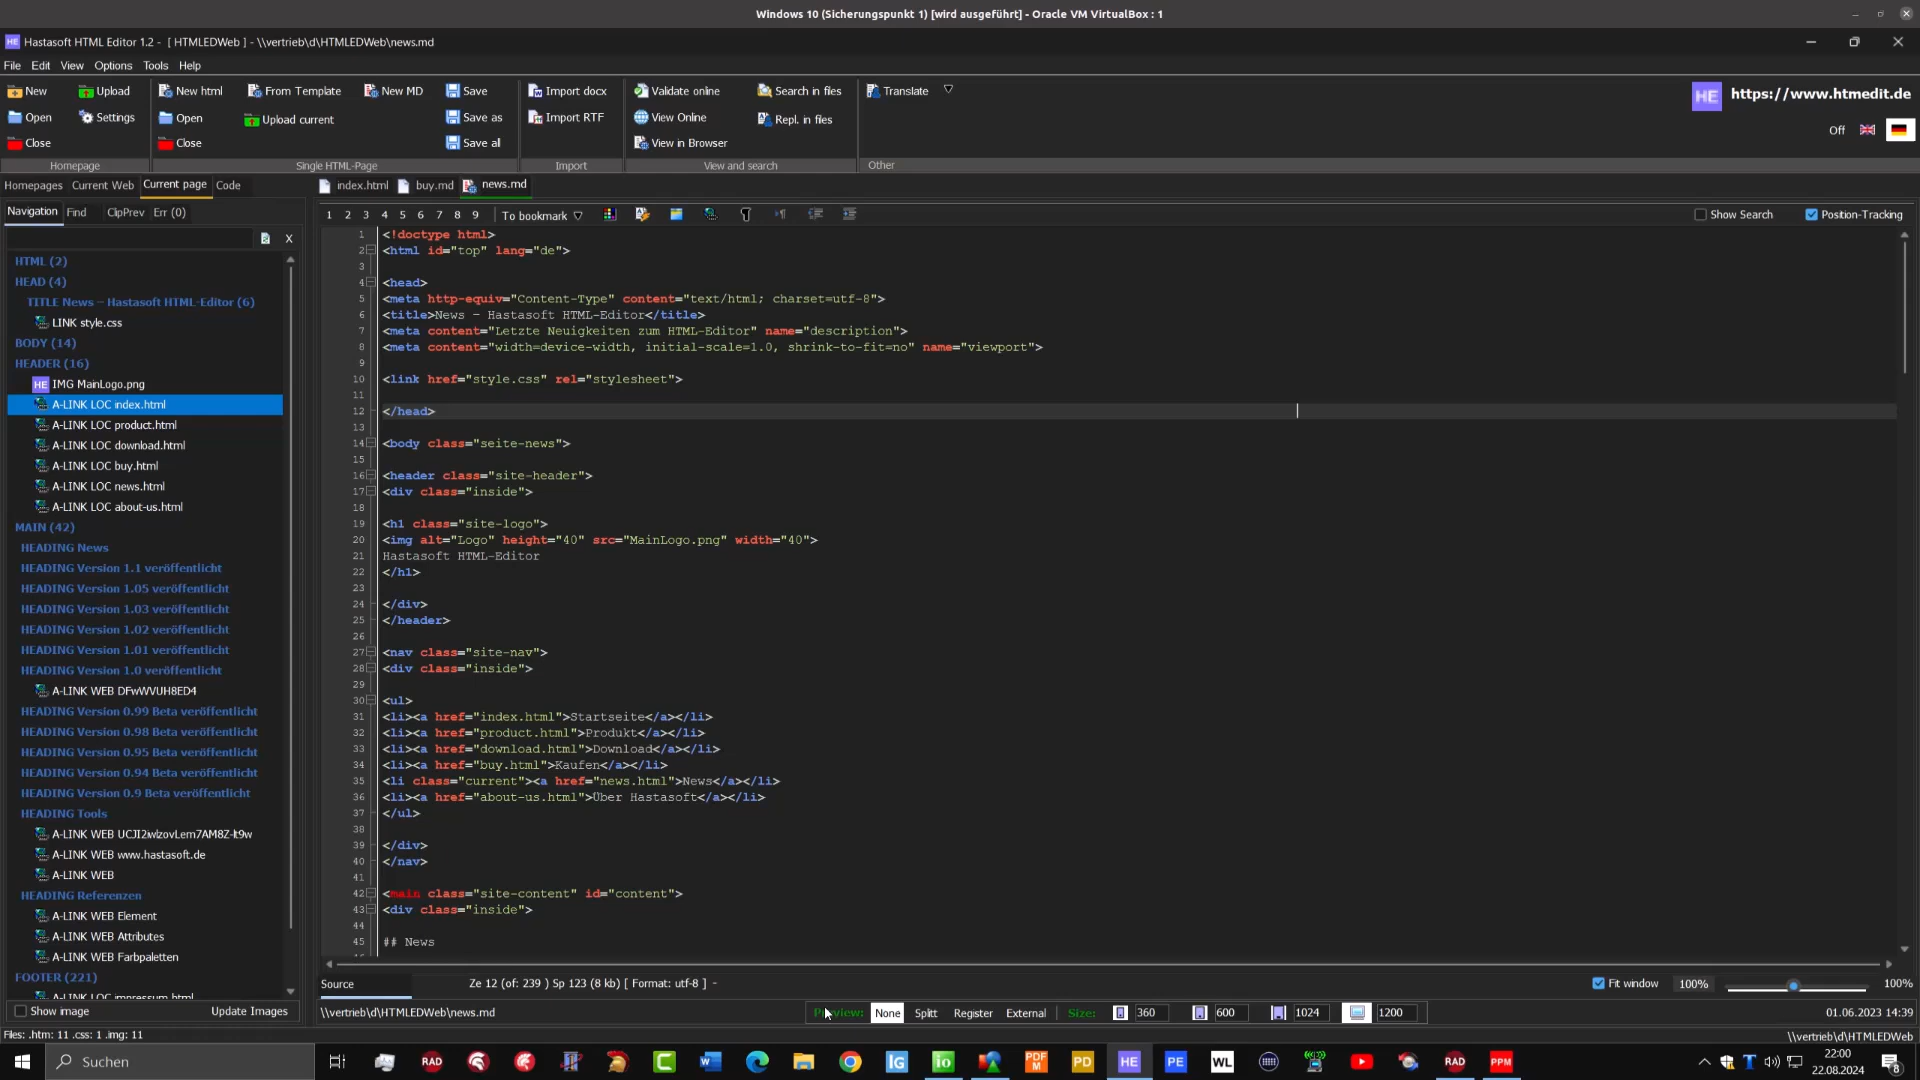 Windows 10 (Sicherungspunkt 1) [wird ausgeführt] - Oracle VM VirtualBox : 1
HE Hastasoft HTML Editor 1.2 - [ HTMLEDWeb ] - \\vertrieb\d\HTMLEDWeb\news.md
File Edit View Options Tools Help
New Upload New html From Template New MD Save Import docx Validate online Search in files Translate
HE https://www.htmedit.de
Open Settings Open Upload current Save as Import RTF View Online Repl. in files
Off
Close Close Save all View in Browser
Homepage Single HTML-Page Import View and search Other
Homepages Current Web Current page Code
index.html buy.md news.md
Navigation Find ClipPrev Err (0)
1 2 3 4 5 6 7 8 9 To bookmark Show Search Position-Tracking
X
HTML (2)
HEAD (4)
TITLE News – Hastasoft HTML-Editor (6)
LINK style.css
BODY (14)
HEADER (16)
HE IMG MainLogo.png
A-LINK LOC index.html
A-LINK LOC product.html
A-LINK LOC download.html
A-LINK LOC buy.html
A-LINK LOC news.html
A-LINK LOC about-us.html
MAIN (42)
HEADING News
HEADING Version 1.1 veröffentlicht
HEADING Version 1.05 veröffentlicht
HEADING Version 1.03 veröffentlicht
HEADING Version 1.02 veröffentlicht
HEADING Version 1.01 veröffentlicht
HEADING Version 1.0 veröffentlicht
A-LINK WEB DFwWVUH8ED4
HEADING Version 0.99 Beta veröffentlicht
HEADING Version 0.98 Beta veröffentlicht
HEADING Version 0.95 Beta veröffentlicht
HEADING Version 0.94 Beta veröffentlicht
HEADING Version 0.9 Beta veröffentlicht
HEADING Tools
A-LINK WEB www.hastasoft.de
A-LINK WEB
HEADING Referenzen
A-LINK WEB Element
A-LINK WEB Attributes
A-LINK WEB Farbpaletten
FOOTER (221)
A-LINK LOC impressum.html
Show image Update Images
1 <!doctype html>
2 <html id="top" lang="de">
3
4 <head>
5 <meta http-equiv="Content-Type" content="text/html; charset=utf-8">
6 <title>News – Hastasoft HTML-Editor</title>
7 <meta content="Letzte Neuigkeiten zum HTML-Editor" name="description">
8 <meta content="width=device-width, initial-scale=1.0, shrink-to-fit=no" name="viewport">
9
10 <link href="style.css" rel="stylesheet">
11
12 </head>
13
14 <body class="seite-news">
15
16 <header class="site-header">
17 <div class="inside">
18
19 <h1 class="site-logo">
20 <img alt="Logo" height="40" src="MainLogo.png" width="40">
21 Hastasoft HTML-Editor
22 </h1>
23
24 </div>
25 </header>
26
27 <nav class="site-nav">
28 <div class="inside">
29
30 <ul>
31 <li><a href="index.html">Startseite</a></li>
32 <li><a href="product.html">Produkt</a></li>
33 <li><a href="download.html">Download</a></li>
34 <li><a href="buy.html">Kaufen</a></li>
35 <li class="current"><a href="news.html">News</a></li>
36 <li><a href="about-us.html">Über Hastasoft</a></li>
37 </ul>
38
39 </div>
40 </nav>
41
42 <main class="site-content" id="content">
43 <div class="inside">
44
45 ## News
Source Ze 12 (of: 239 ) Sp 123 (8 kb) [ Format: utf-8 ] - Fit window 100% 100%
\\vertrieb\d\HTMLEDWeb\news.md Preview: None Splitt Register External Size: 360 600 1024 1200 01.06.2023 14:39
Files: .htm: 11 .css: 1 .img: 11 \\vertrieb\d\HTMLEDWeb
Suchen RAD IG io PDF M PD HE PE WL RAD PPM 22:00
22.08.2024 8